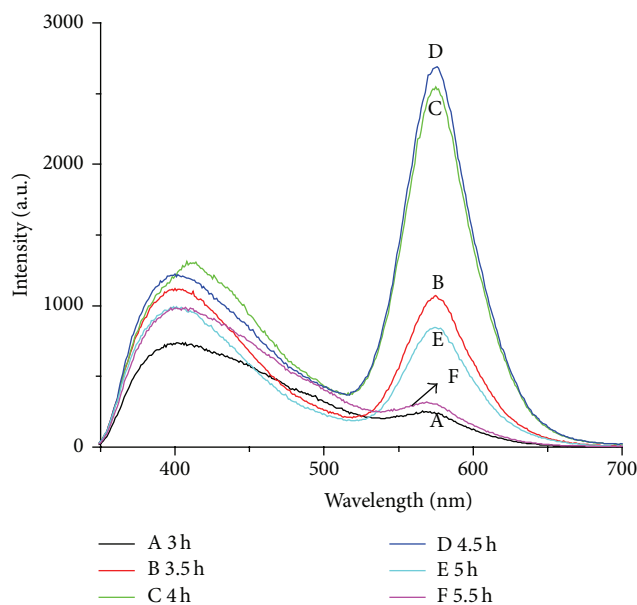 3000
2000
1000
0
Intensity (a.u.)
D
C
B
E
F
A
400
500
600
700
Wavelength (nm)
A 3 h
D 4.5 h
B 3.5 h
E 5 h
C 4 h
F 5.5 h